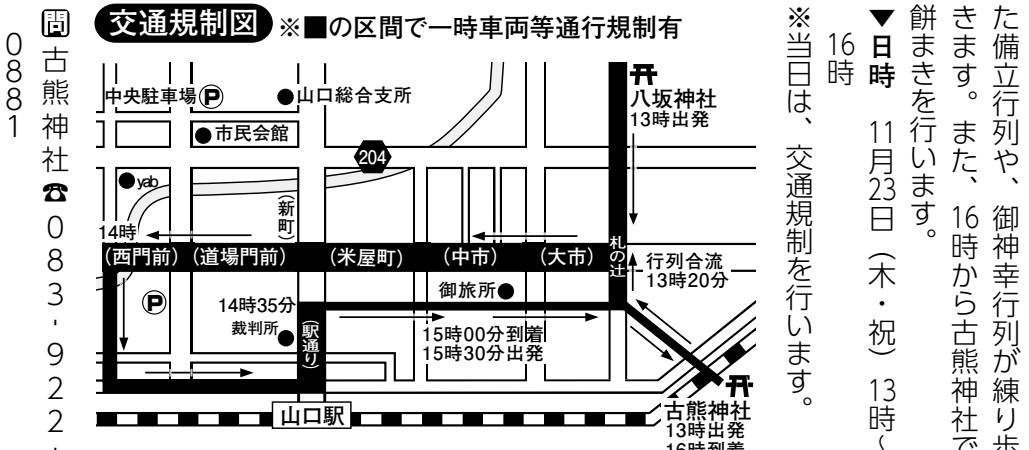 た備立行列や、御神幸行列が練り歩
きます。また、16時から古熊神社で
餅まきを行います。
▼日時 11月23日（木・祝） 13時〜
16時
※当日は、交通規制を行います。
交通規制図 ※■の区間で一時車両等通行規制有
中央駐車場Ⓟ
●山口総合支所
●市民会館
204
yab
八坂神社
13時出発
（新町）
14時
（西門前）（道場門前）
（米屋町）
（中市）
（大市）
札の辻
行列合流
13時20分
御旅所●
Ⓟ
14時35分
裁判所
（駅通り）
15時00分到着
15時30分出発
山口駅
古熊神社
13時出発
16時到着
問古熊神社☎083-922-
0881